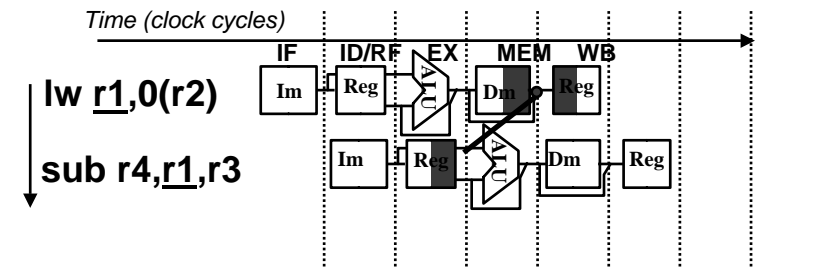 Time (clock cycles)
IF ID/RF EX MEM WB
lw r1,0(r2) Im Reg ALU Dm Reg
sub r4,r1,r3 Im Reg ALU Dm Reg